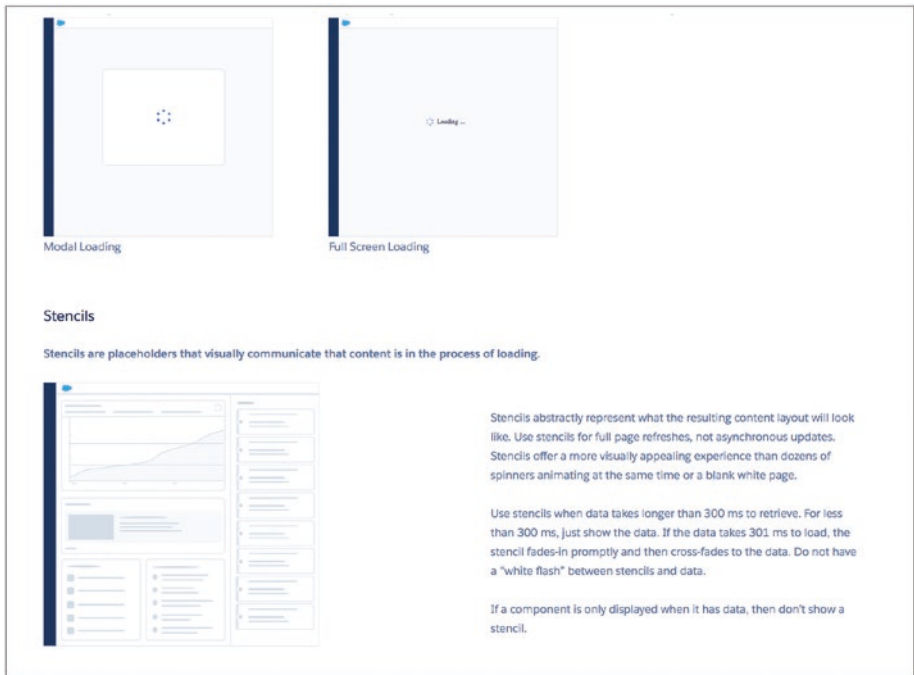 Loading ...
Modal Loading
Full Screen Loading
Stencils
Stencils are placeholders that visually communicate that content is in the process of loading.
Stencils abstractly represent what the resulting content layout will look
like. Use stencils for full page refreshes, not asynchronous updates.
Stencils offer a more visually appealing experience than dozens of
spinners animating at the same time or a blank white page.
Use stencils when data takes longer than 300 ms to retrieve. For less
than 300 ms, just show the data. If the data takes 301 ms to load, the
stencil fades-in promptly and then cross-fades to the data. Do not have
a "white flash" between stencils and data.
If a component is only displayed when it has data, then don't show a
stencil.